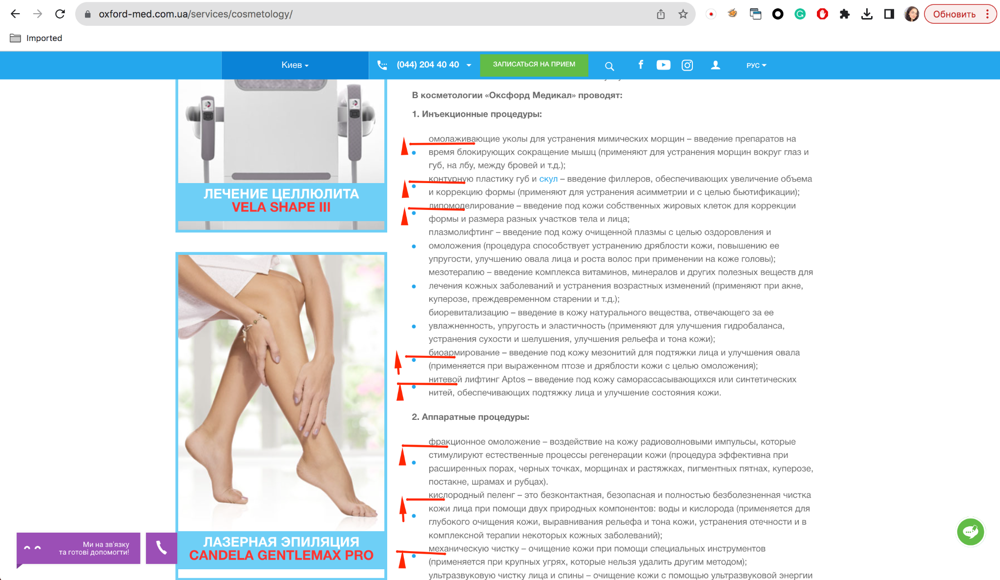 oxford-med.com.ua/services/cosmetology/
Обновить
Imported
Киев
(044) 204 40 40
ЗАПИСАТЬСЯ НА ПРИЕМ
РУС
ЛЕЧЕНИЕ ЦЕЛЛЮЛИТА
VELA SHAPE III
ЛАЗЕРНАЯ ЭПИЛЯЦИЯ
CANDELA GENTLEMAX PRO
Ми на зв'язку
та готові допомогти!
В косметологии «Оксфорд Медикал» проводят:
1. Инъекционные процедуры:
омолаживающие уколы для устранения мимических морщин – введение препаратов на
время блокирующих сокращение мышц (применяют для устранения морщин вокруг глаз и
губ, на лбу, между бровей и т.д.);
контурную пластику губ и скул – введение филлеров, обеспечивающих увеличение объема
и коррекцию формы (применяют для устранения асимметрии и с целью бьютификации);
липомоделирование – введение под кожи собственных жировых клеток для коррекции
формы и размера разных участков тела и лица;
плазмолифтинг – введение под кожу очищенной плазмы с целью оздоровления и
омоложения (процедура способствует устранению дряблости кожи, повышению ее
упругости, улучшению овала лица и роста волос при применении на коже головы);
мезотерапию – введение комплекса витаминов, минералов и других полезных веществ для
лечения кожных заболеваний и устранения возрастных изменений (применяют при акне,
куперозе, преждевременном старении и т.д.);
биоревитализацию – введение в кожу натурального вещества, отвечающего за ее
увлажненность, упругость и эластичность (применяют для улучшения гидробаланса,
устранения сухости и шелушения, улучшения рельефа и тона кожи);
биоармирование – введение под кожу мезонитий для подтяжки лица и улучшения овала
(применяется при выраженном птозе и дряблости кожи с целью омоложения);
нитевой лифтинг Aptos – введение под кожу саморассасывающихся или синтетических
нитей, обеспечивающих подтяжку лица и улучшение состояния кожи.
2. Аппаратные процедуры:
фракционное омоложение – воздействие на кожу радиоволновыми импульсы, которые
стимулируют естественные процессы регенерации кожи (процедура эффективна при
расширенных порах, черных точках, морщинах и растяжках, пигментных пятнах, куперозе,
постакне, шрамах и рубцах).
кислородный пеленг – это безконтактная, безопасная и полностью безболезненная чистка
кожи лица при помощи двух природных компонентов: воды и кислорода (применяется для
глубокого очищения кожи, выравнивания рельефа и тона кожи, устранения отечности и в
комплексной терапии некоторых кожных заболеваний);
механическую чистку – очищение кожи при помощи специальных инструментов
(применяется при крупных угрях, которые нельзя удалить другим методом);
ультразвуковую чистку лица и спины – очищение кожи с помощью ультразвуковой энергии